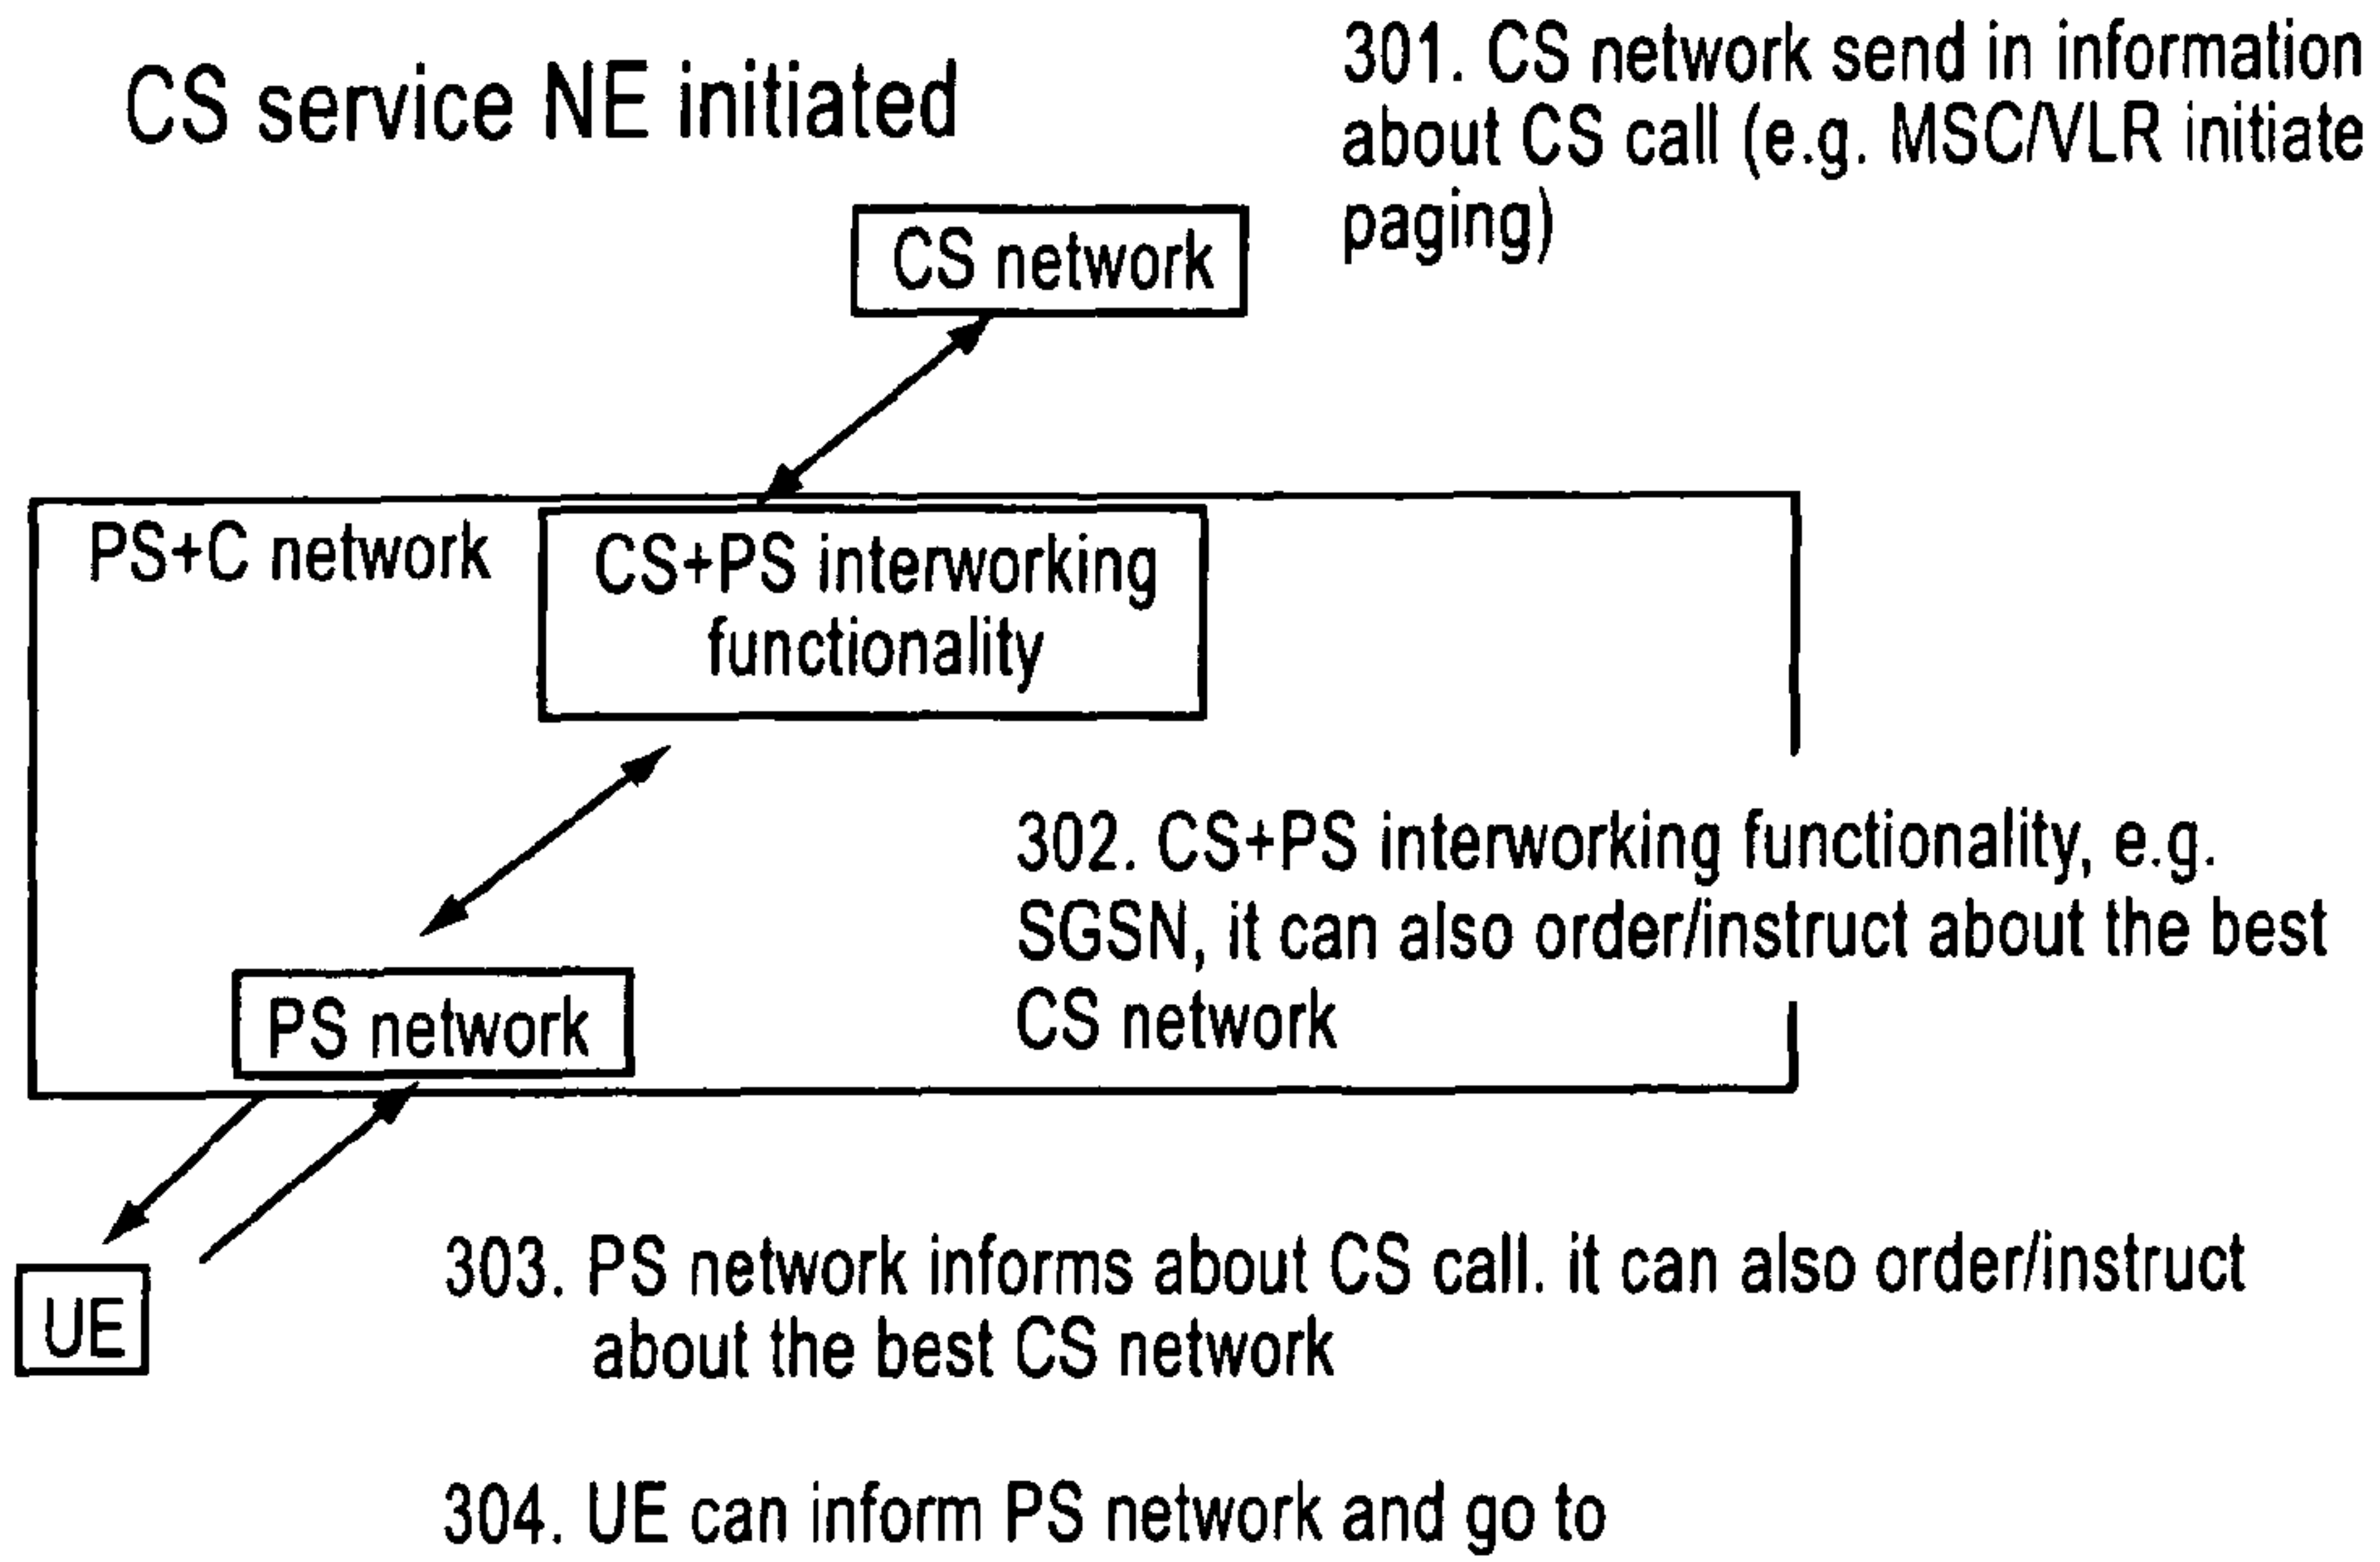 CS service NE initiated
301. CS network send in information
about CS call (e.g. MSC/VLR initiate
paging)
CS network
PS+C network
CS+PS interworking
functionality
302. CS+PS interworking functionality, e.g.
SGSN, it can also order/instruct about the best
CS network
PS network
UE
303. PS network informs about CS call. it can also order/instruct
about the best CS network
304. UE can inform PS network and go to